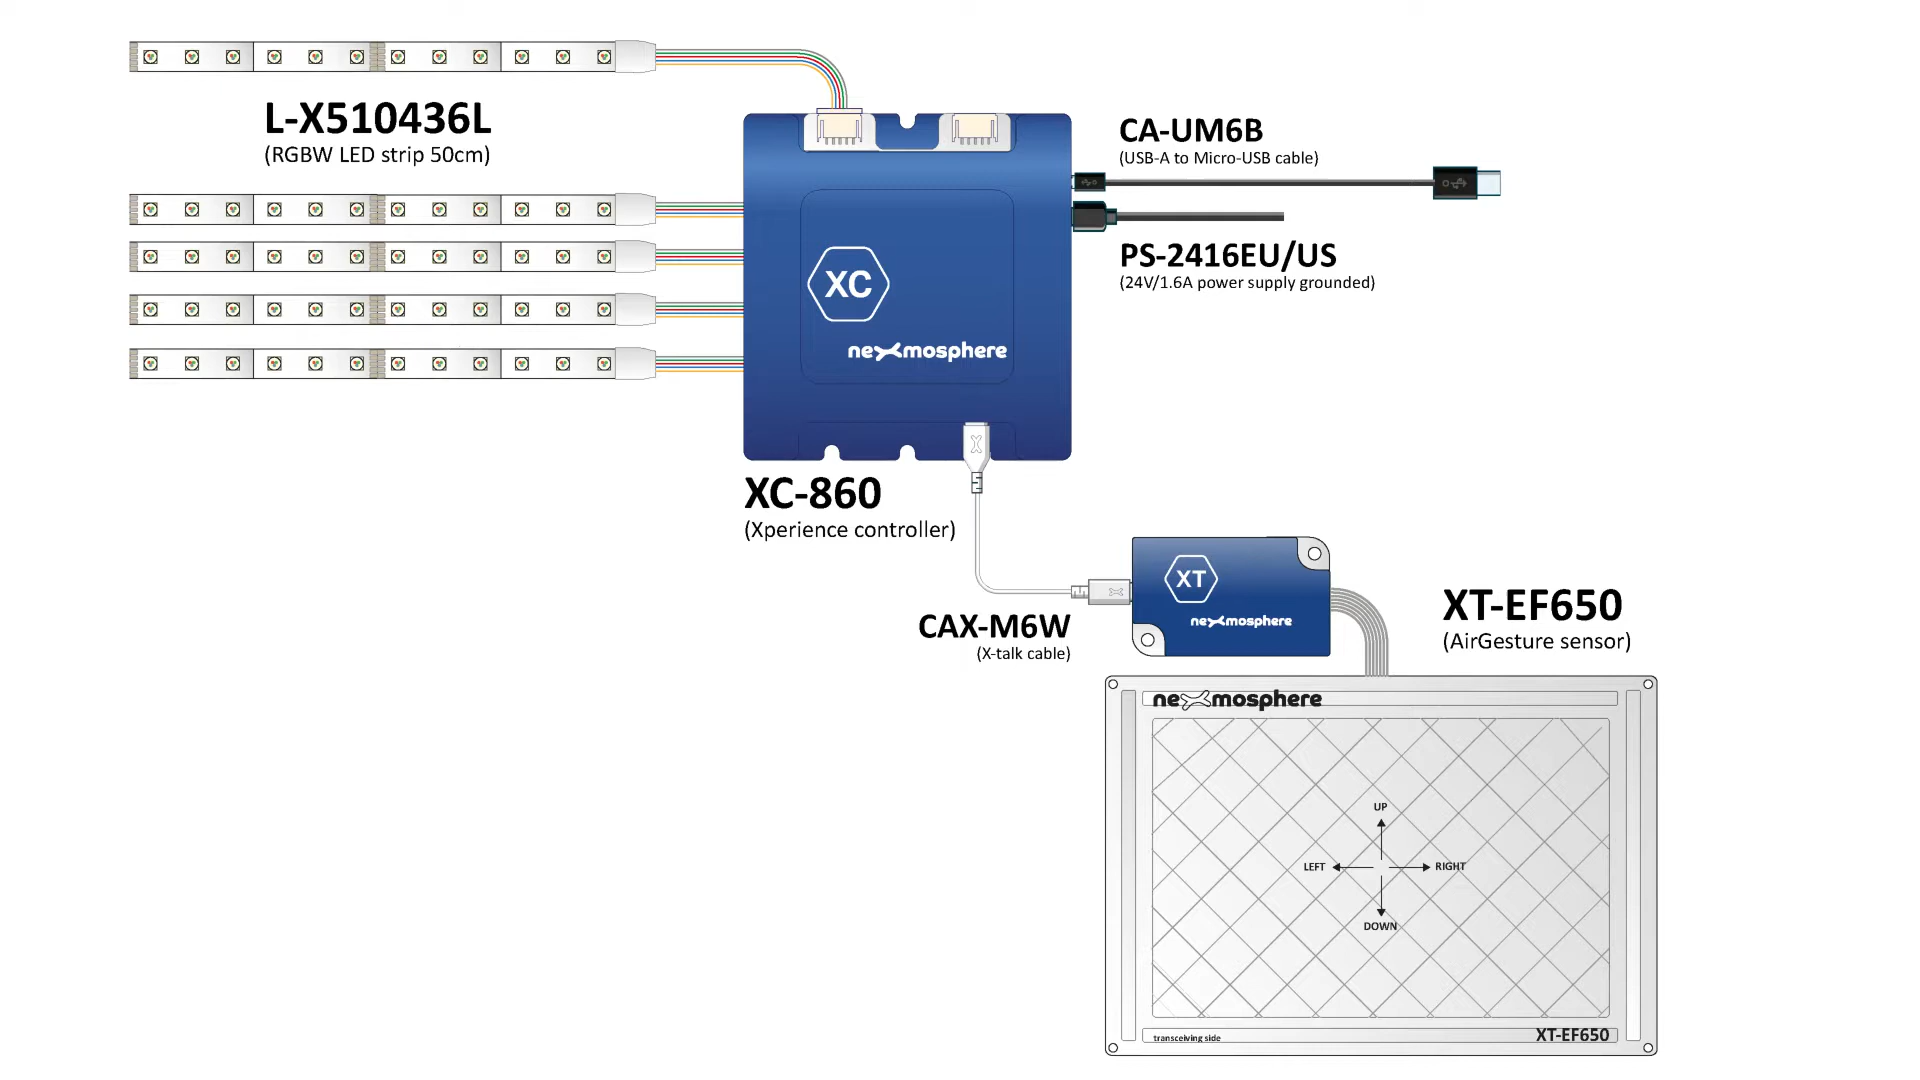 L-X510436L
(RGBW LED strip 50cm)
CA-UM6B
(USB-A to Micro-USB cable)
PS-2416EU/US
(24V/1.6A power supply grounded)
XC
nexmosphere
XC-860
(Xperience controller)
CAX-M6W
(X-talk cable)
XT
nexmosphere
XT-EF650
(AirGesture sensor)
nexmosphere
UP
LEFT
RIGHT
DOWN
transceiving side
XT-EF650